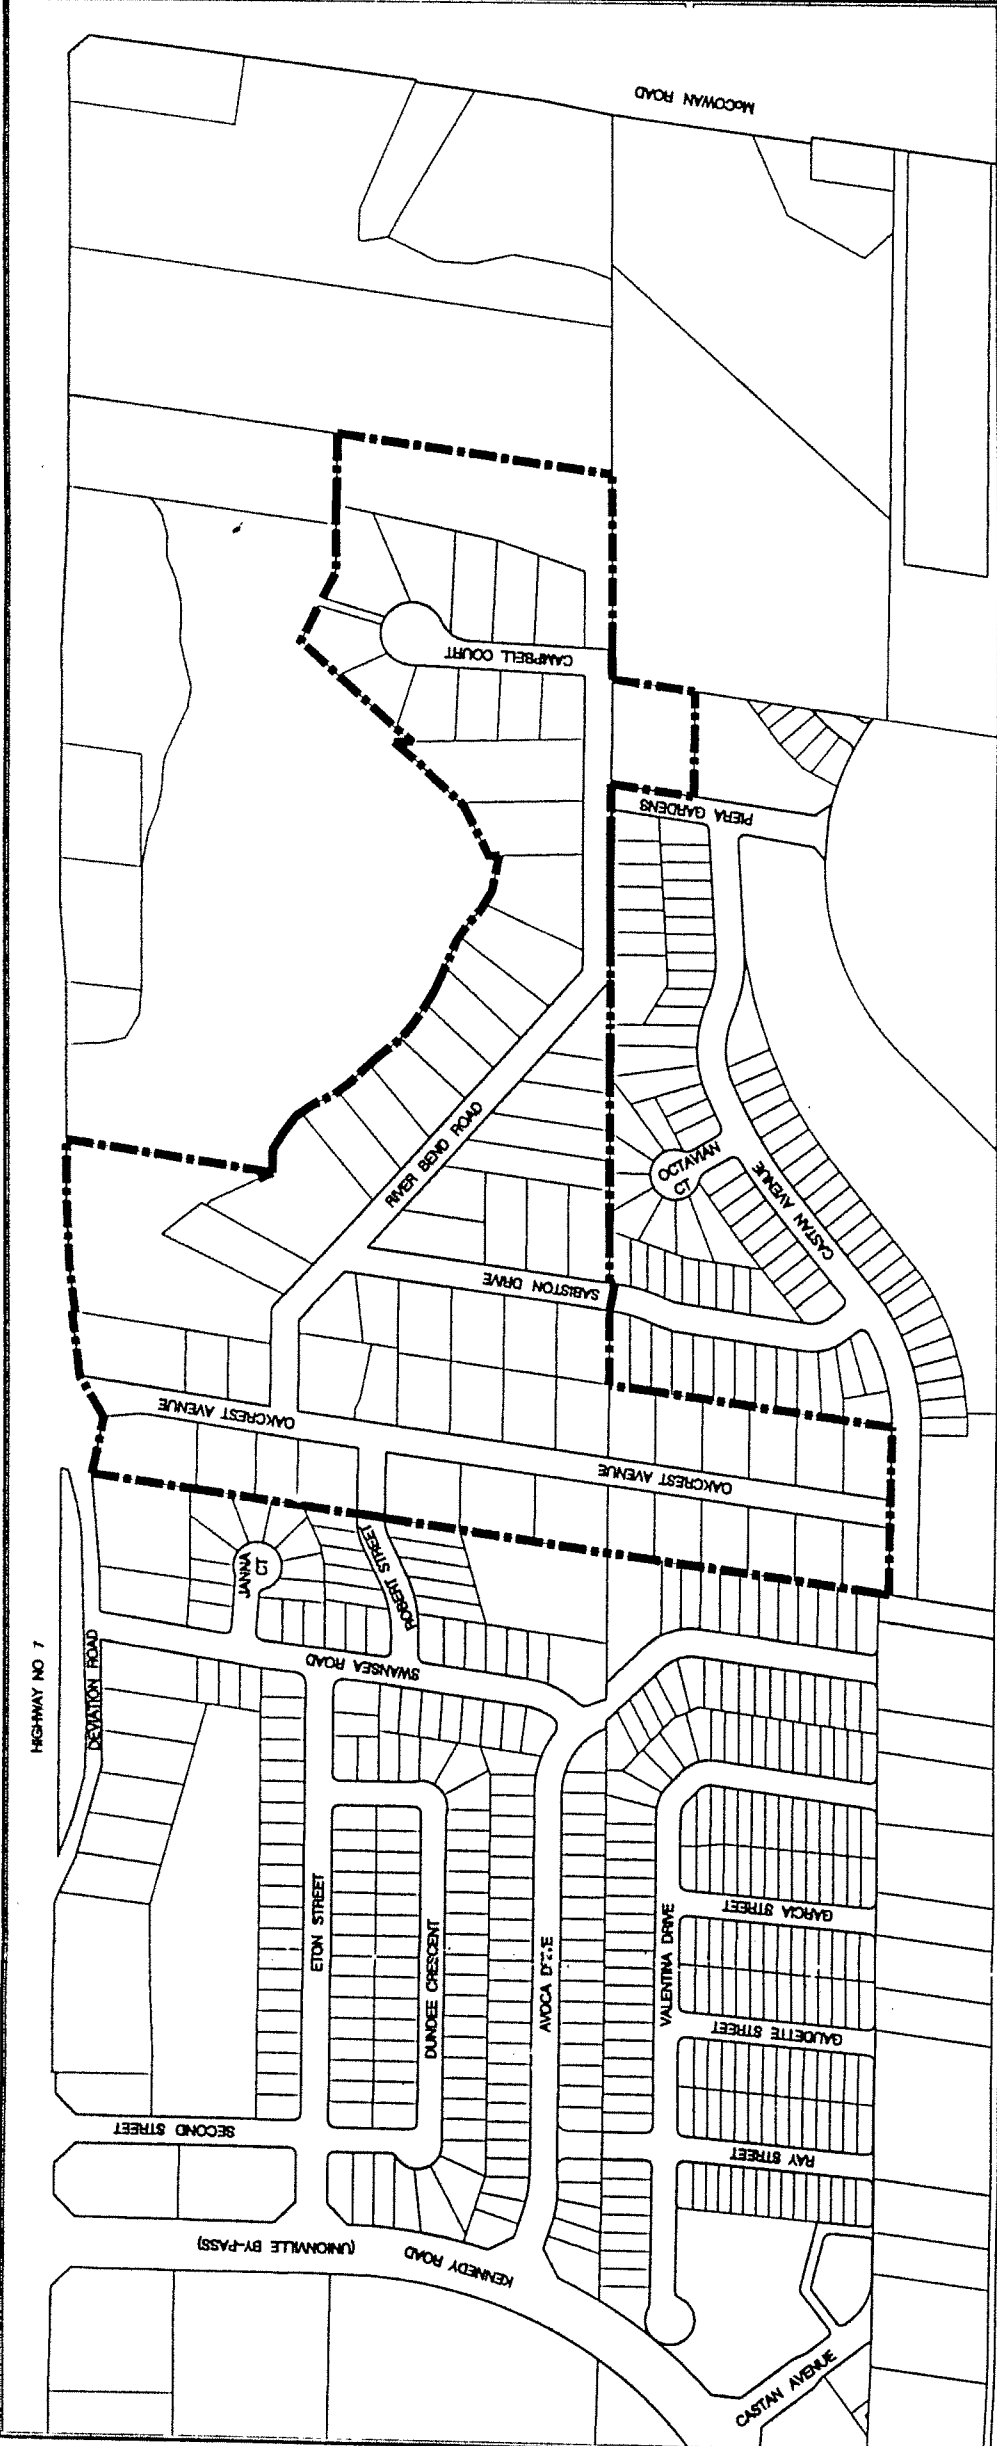 McCOWAN ROAD
CAMPBELL COURT
PIERA GARDENS
RIVER BEND ROAD
OCTAVIAN
CT
CASTAN AVENUE
SABISTON DRIVE
OAKCREST AVENUE
OAKCREST AVENUE
JANNA
CT
ROBERT STREET
HIGHWAY NO 7
DEVIATION ROAD
SWANSEA ROAD
ETON STREET
DUNDEE CRESCENT
AVOCA
VALENTINA DRIVE
GARCIA STREET
GAUDETTE STREET
RAY STREET
SECOND STREET
(UNIONVILLE BY-PASS)
KENNEDY ROAD
CASTAN AVENUE